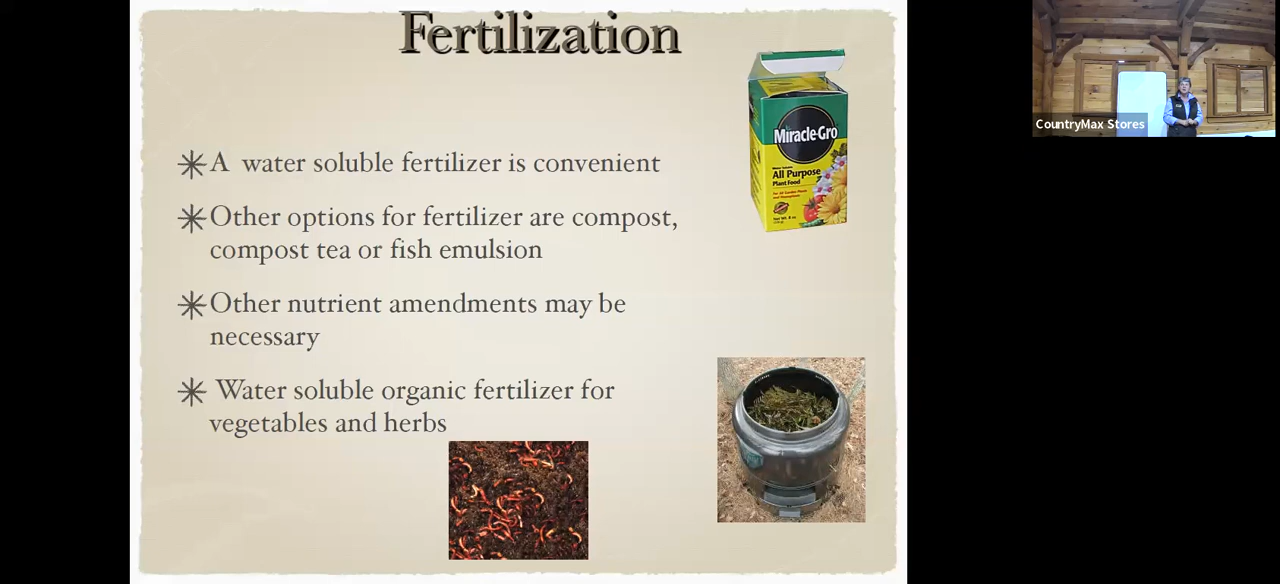 Fertilization
A water soluble fertilizer is convenient
Other options for fertilizer are compost,
compost tea or fish emulsion
Other nutrient amendments may be
necessary
Water soluble organic fertilizer for
vegetables and herbs
Miracle-Gro
All Purpose
Plant Food
CountryMax Stores